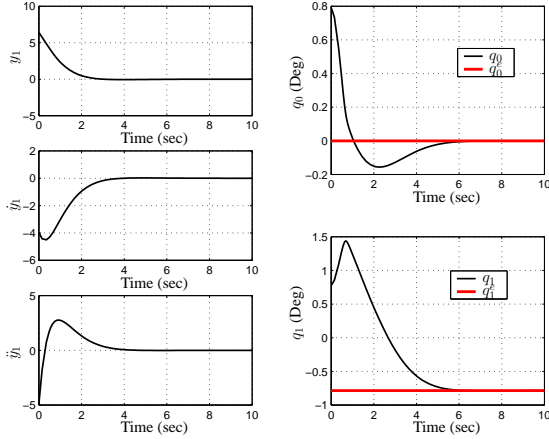 10
5
0
−5
0 2 4 6 8 10
Time (sec)
y₁
2
0
−2
−4
−6
0 2 4 6 8 10
Time (sec)
ẏ₁
5
0
−5
0 2 4 6 8 10
Time (sec)
ÿ₁
0.8
0.6
0.4
0.2
0
−0.2
0 2 4 6 8 10
Time (sec)
q₀ (Deg)
q₀
q₀ᵉ
1.5
1
0.5
0
−0.5
−1
0 2 4 6 8 10
Time (sec)
q₁ (Deg)
q₁
q₁ᵉ